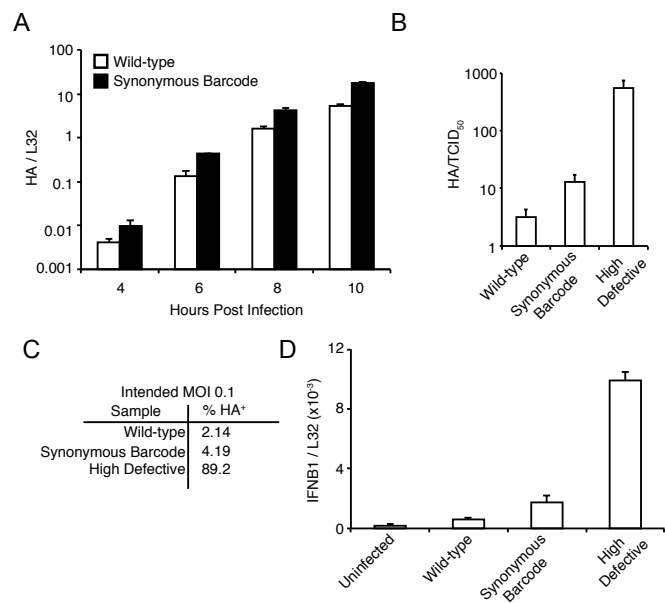 A
100
10
1
0.1
0.01
0.001
HA / L32
Wild-type
Synonymous Barcode
4 6 8 10
Hours Post Infection
B
1000
100
10
1
HA/TCID50
Wild-type
Synonymous
Barcode
High
Defective
C
Intended MOI 0.1
Sample % HA+
Wild-type 2.14
Synonymous Barcode 4.19
High Defective 89.2
D
12
8
4
0
IFNB1 / L32 (x10-3)
Uninfected
Wild-type
Synonymous
Barcode
High
Defective